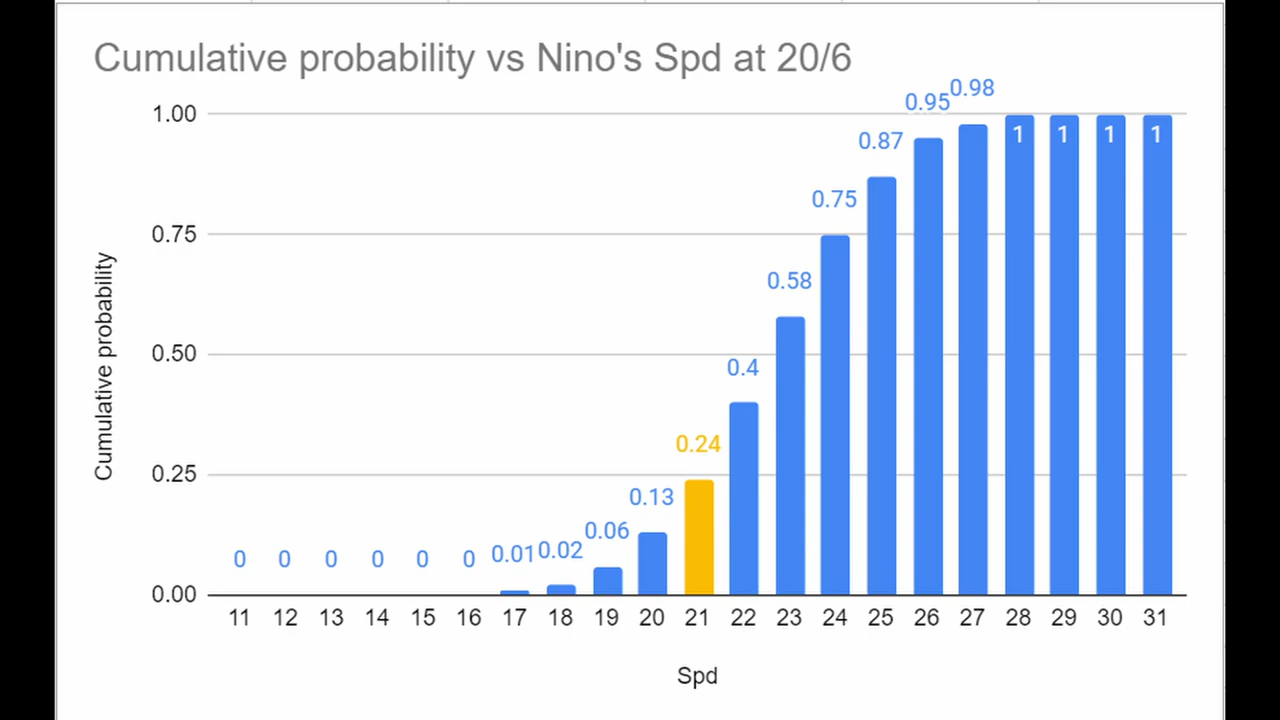 Cumulative probability vs Nino's Spd at 20/6
1.00
0.75
0.50
0.25
0.00
Cumulative probability
0 0 0 0 0 0 0.01 0.02 0.06 0.13 0.24 0.4 0.58 0.75 0.87 0.95 0.98 1 1 1 1
11 12 13 14 15 16 17 18 19 20 21 22 23 24 25 26 27 28 29 30 31
Spd